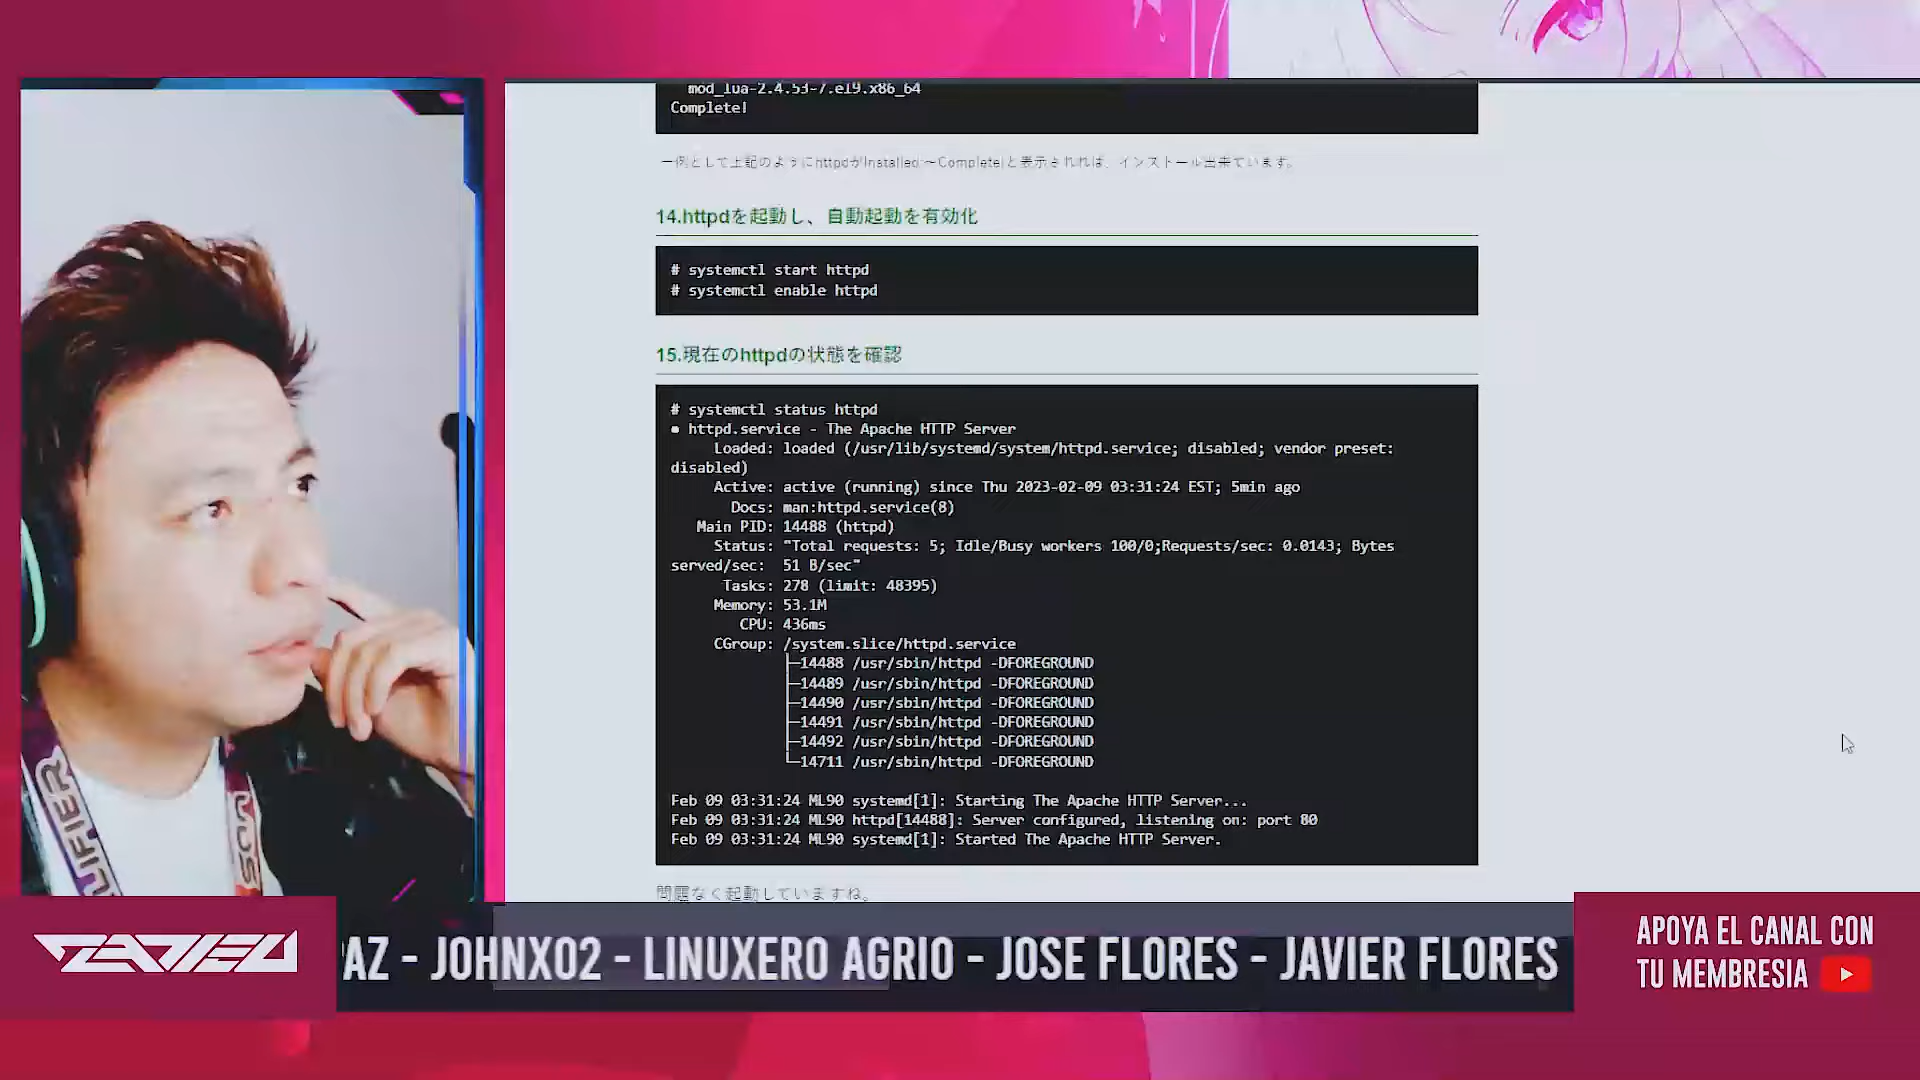 mod_lua-2.4.53-7.el9.x86_64
Complete!
一例として上記のようにhttpdがInstalled:～Complete!と表示されれば、インストール出来ています。
14.httpdを起動し、自動起動を有効化
# systemctl start httpd
# systemctl enable httpd
15.現在のhttpdの状態を確認
# systemctl status httpd
● httpd.service - The Apache HTTP Server
Loaded: loaded (/usr/lib/systemd/system/httpd.service; disabled; vendor preset:
disabled)
Active: active (running) since Thu 2023-02-09 03:31:24 EST; 5min ago
Docs: man:httpd.service(8)
Main PID: 14488 (httpd)
Status: "Total requests: 5; Idle/Busy workers 100/0;Requests/sec: 0.0143; Bytes
served/sec:  51 B/sec"
Tasks: 278 (limit: 48395)
Memory: 53.1M
CPU: 436ms
CGroup: /system.slice/httpd.service
├─14488 /usr/sbin/httpd -DFOREGROUND
├─14489 /usr/sbin/httpd -DFOREGROUND
├─14490 /usr/sbin/httpd -DFOREGROUND
├─14491 /usr/sbin/httpd -DFOREGROUND
├─14492 /usr/sbin/httpd -DFOREGROUND
└─14711 /usr/sbin/httpd -DFOREGROUND
Feb 09 03:31:24 ML90 systemd[1]: Starting The Apache HTTP Server...
Feb 09 03:31:24 ML90 httpd[14488]: Server configured, listening on: port 80
Feb 09 03:31:24 ML90 systemd[1]: Started The Apache HTTP Server.
問題なく起動していますね。
AZ - JOHNX02 - LINUXERO AGRIO - JOSE FLORES - JAVIER FLORES
APOYA EL CANAL CON
TU MEMBRESIA